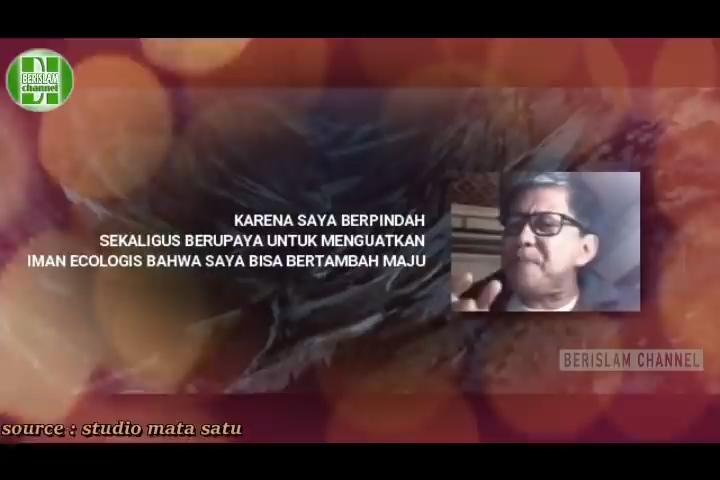 BERISLAM
channel
KARENA SAYA BERPINDAH
SEKALIGUS BERUPAYA UNTUK MENGUATKAN
IMAN ECOLOGIS BAHWA SAYA BISA BERTAMBAH MAJU
BERISLAM CHANNEL
source : studio mata satu